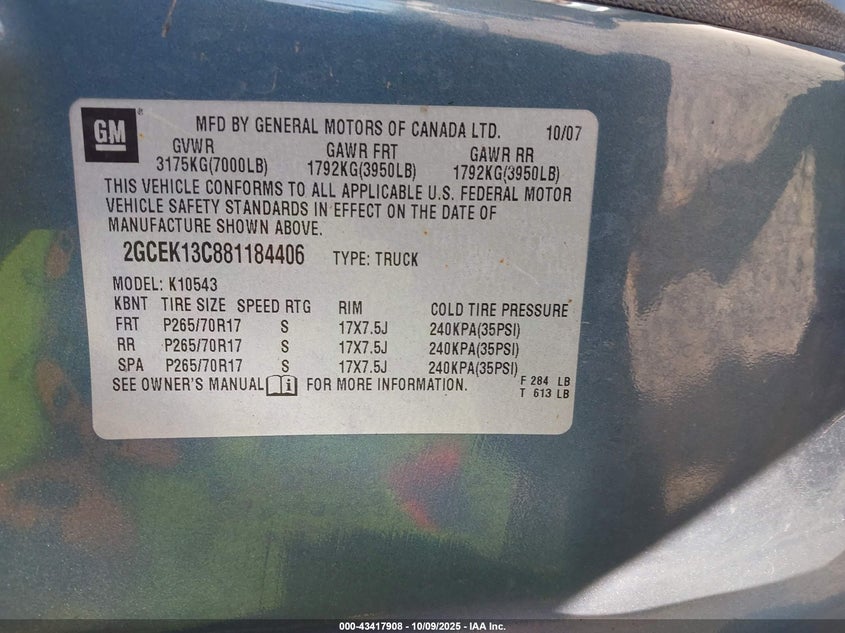 GM ® MFD BY GENERAL MOTORS OF CANADA LTD. 10/07
GVWR GAWR FRT GAWR RR
3175KG(7000LB) 1792KG(3950LB) 1792KG(3950LB)
THIS VEHICLE CONFORMS TO ALL APPLICABLE U.S. FEDERAL MOTOR
VEHICLE SAFETY STANDARDS IN EFFECT ON THE DATE OF
MANUFACTURE SHOWN ABOVE.
2GCEK13C881184406 TYPE: TRUCK
MODEL: K10543
KBNT TIRE SIZE SPEED RTG RIM COLD TIRE PRESSURE
FRT P265/70R17 S 17X7.5J 240KPA(35PSI)
RR P265/70R17 S 17X7.5J 240KPA(35PSI)
SPA P265/70R17 S 17X7.5J 240KPA(35PSI)
SEE OWNER'S MANUAL FOR MORE INFORMATION. F 284 LB
T 613 LB
000-43417908 - 10/09/2025 - IAA Inc.